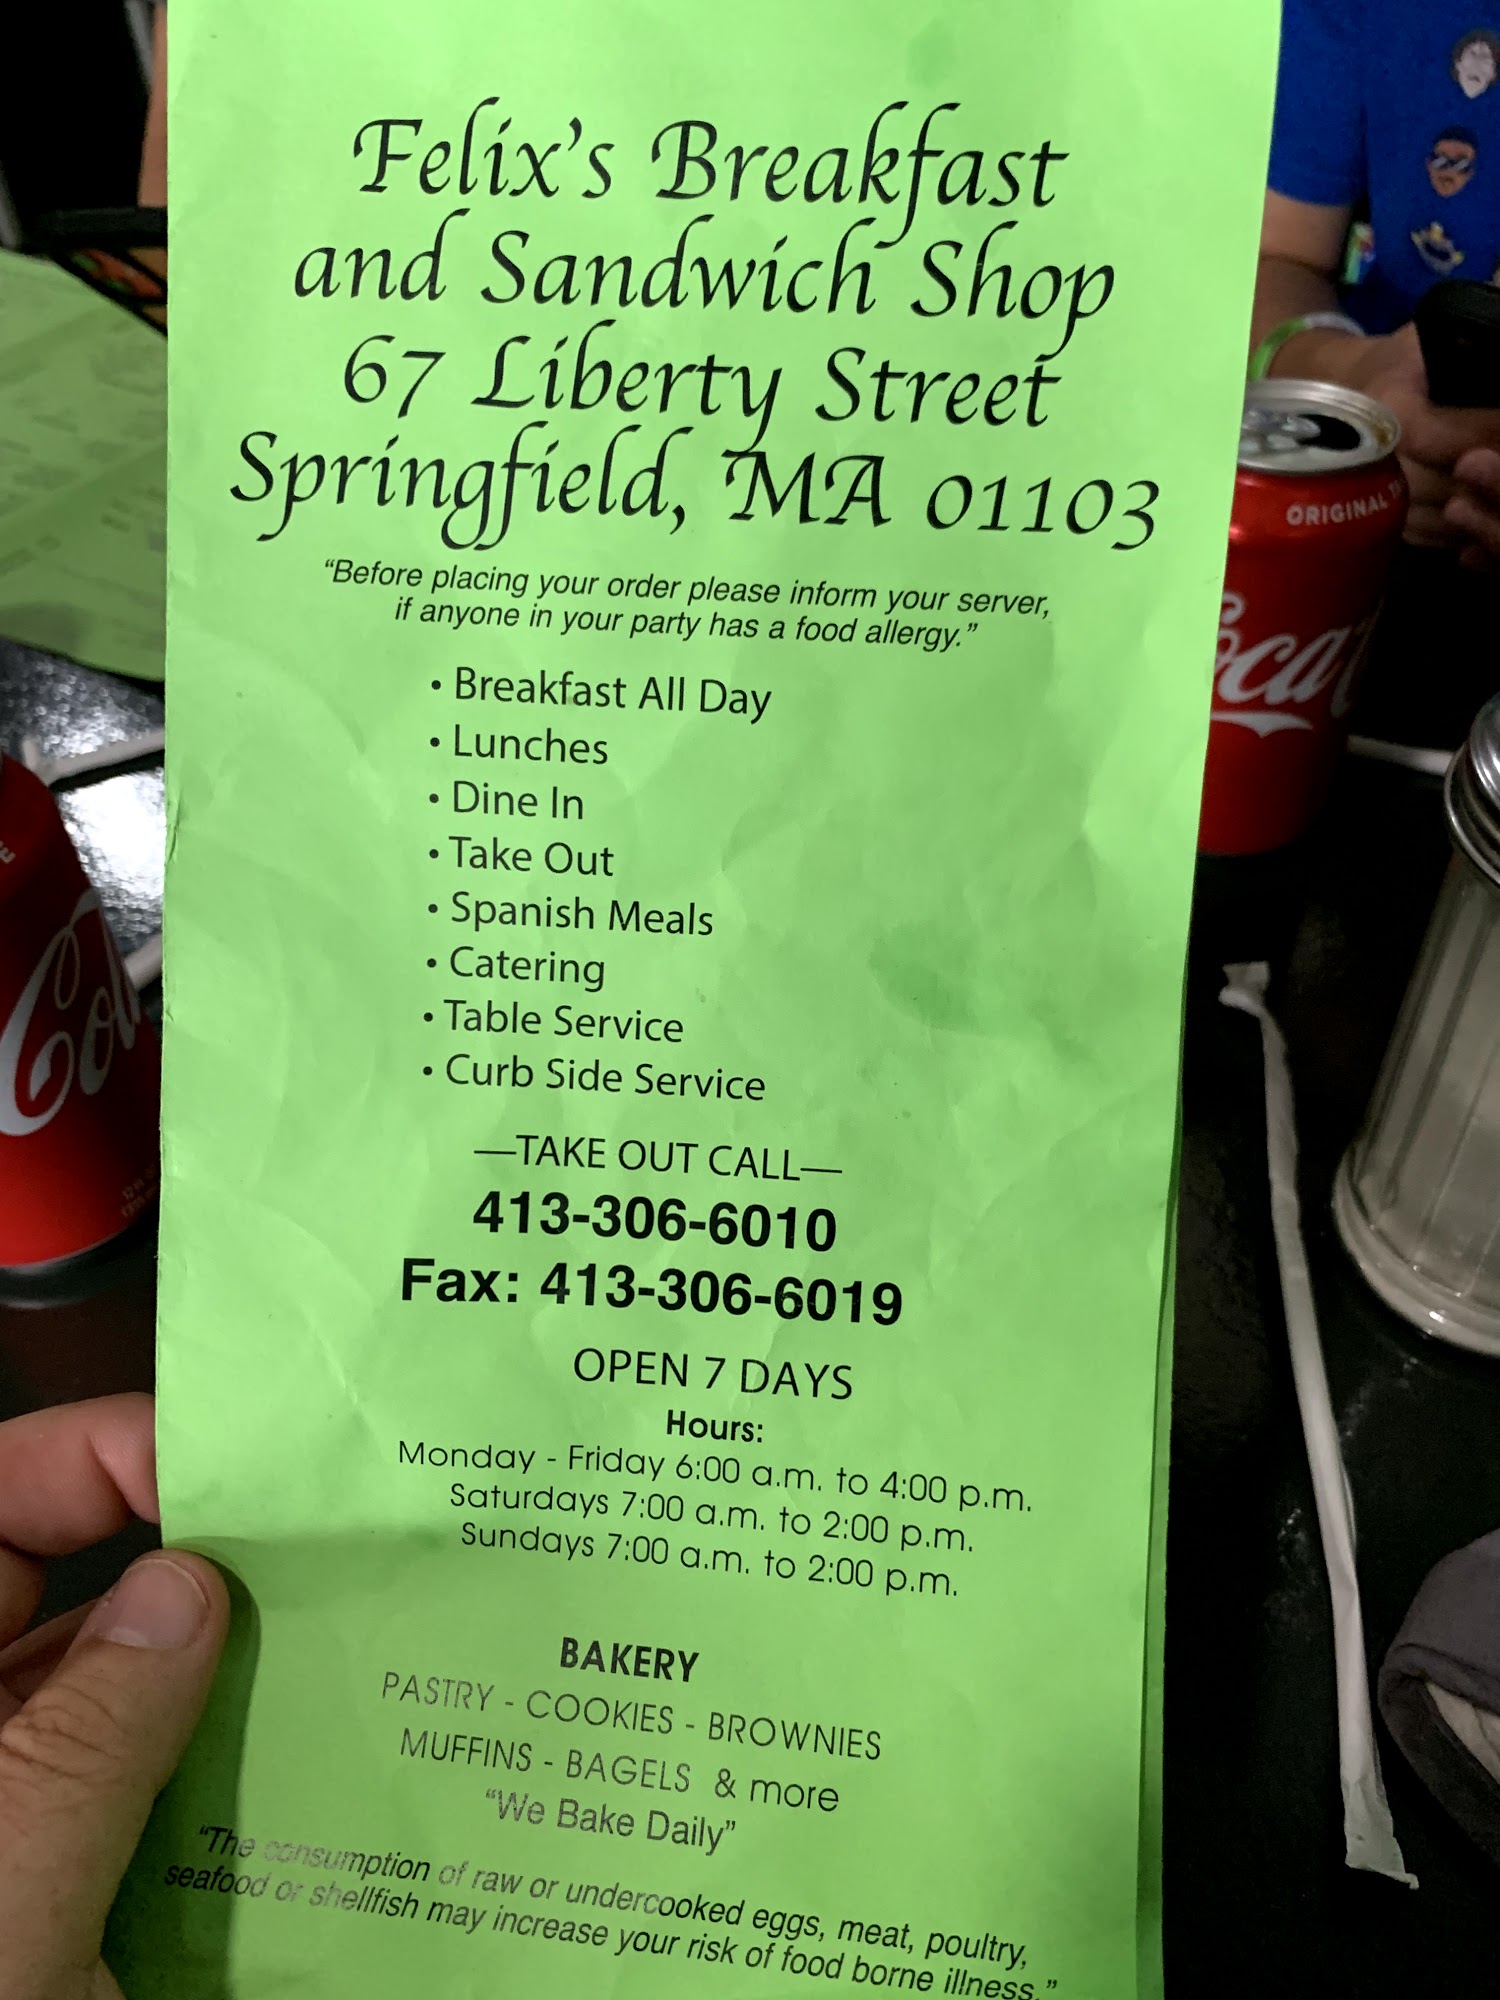 Felix's Breakfast
and Sandwich Shop
67 Liberty Street
Springfield, MA 01103
“Before placing your order please inform your server,
if anyone in your party has a food allergy.”
• Breakfast All Day
• Lunches
• Dine In
• Take Out
• Spanish Meals
• Catering
• Table Service
• Curb Side Service
—TAKE OUT CALL—
413-306-6010
Fax: 413-306-6019
OPEN 7 DAYS
Hours:
Monday - Friday 6:00 a.m. to 4:00 p.m.
Saturdays 7:00 a.m. to 2:00 p.m.
Sundays 7:00 a.m. to 2:00 p.m.
BAKERY
PASTRY - COOKIES - BROWNIES
MUFFINS - BAGELS & more
“We Bake Daily”
“The consumption of raw or undercooked eggs, meat, poultry,
seafood or shellfish may increase your risk of food borne illness.”
ORIGINAL
Coca